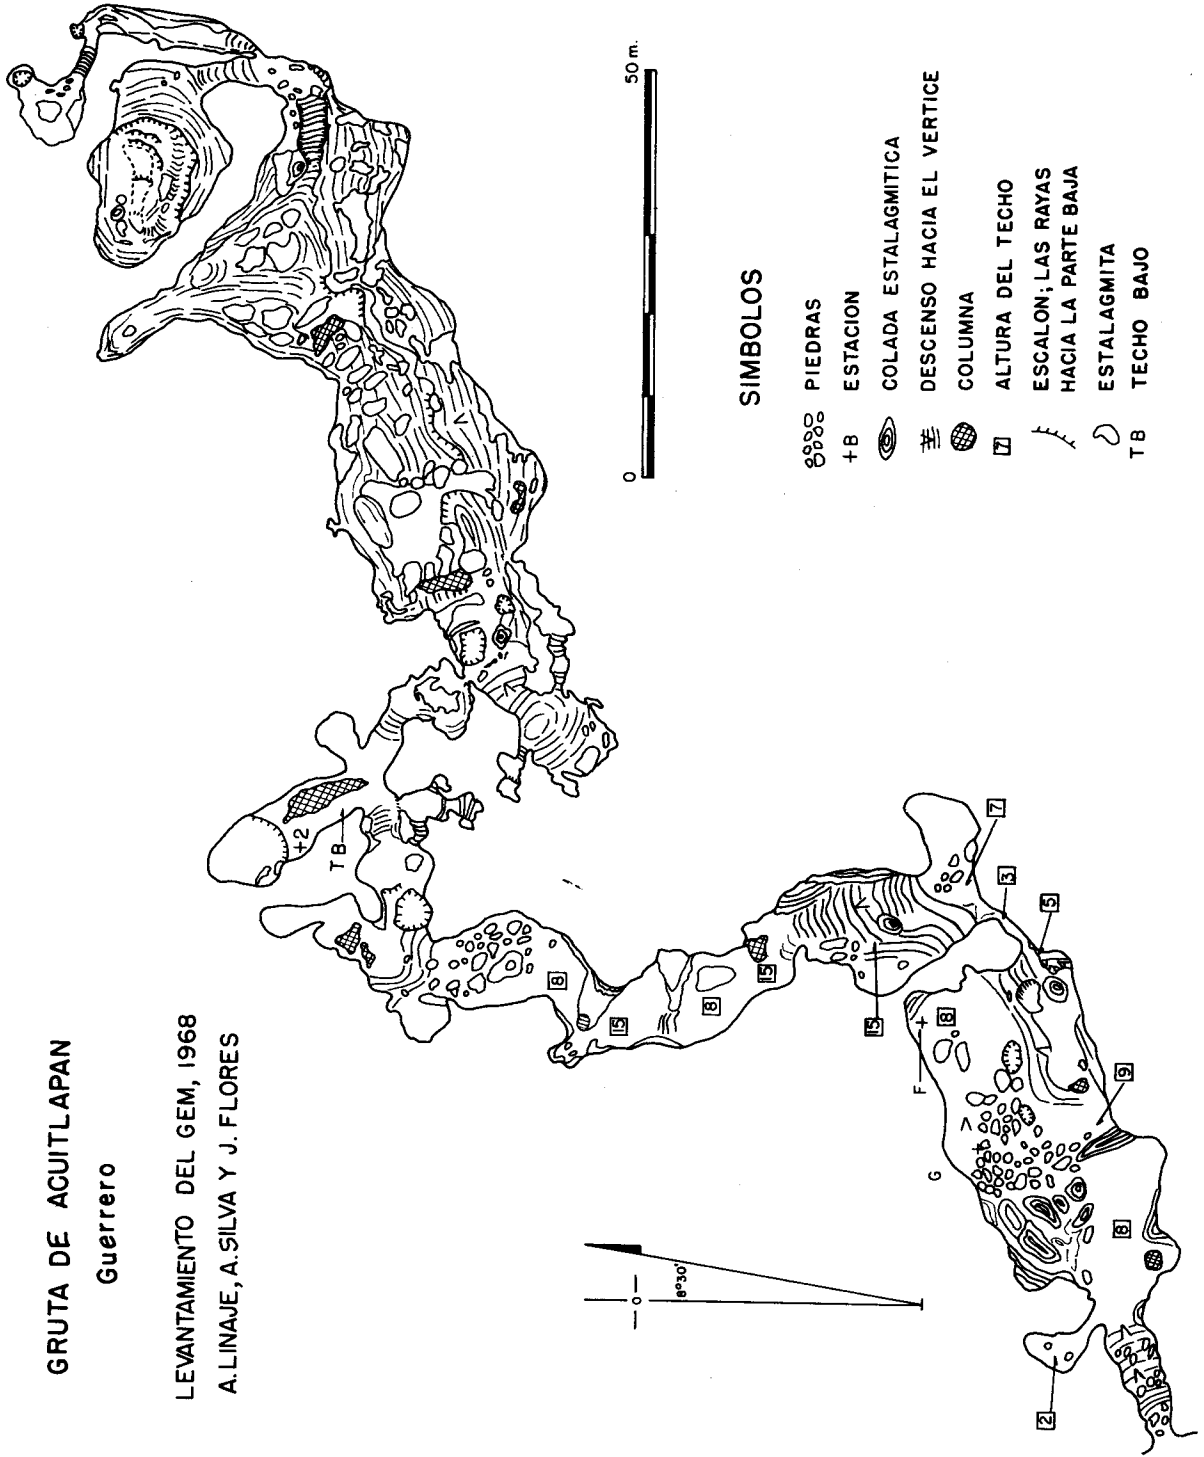 GRUTA DE ACUITLAPAN
Guerrero
LEVANTAMIENTO DEL GEM, 1968
A. LINAJE, A. SILVA Y J. FLORES
0
50 m.
SIMBOLOS
PIEDRAS
+B ESTACION
COLADA ESTALAGMITICA
DESCENSO HACIA EL VERTICE
COLUMNA
7 ALTURA DEL TECHO
ESCALON; LAS RAYAS
HACIA LA PARTE BAJA
ESTALAGMITA
TB TECHO BAJO
+2
TB
8
15
8
15
15
7
3
5
F
+
8
9
G
+
8
2
O
8°30'